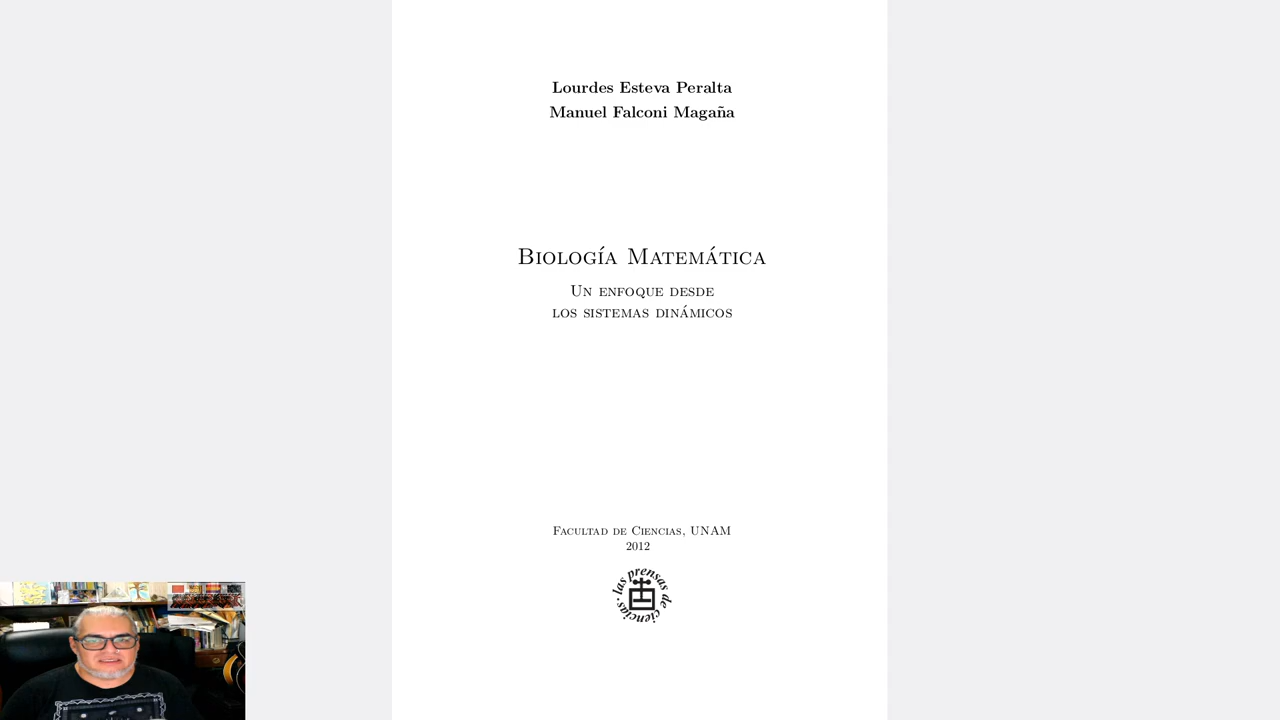 Lourdes Esteva Peralta
Manuel Falconi Magaña
Biología Matemática
Un enfoque desde
los sistemas dinámicos
Facultad de Ciencias, UNAM
2012
las prensas de ciencias